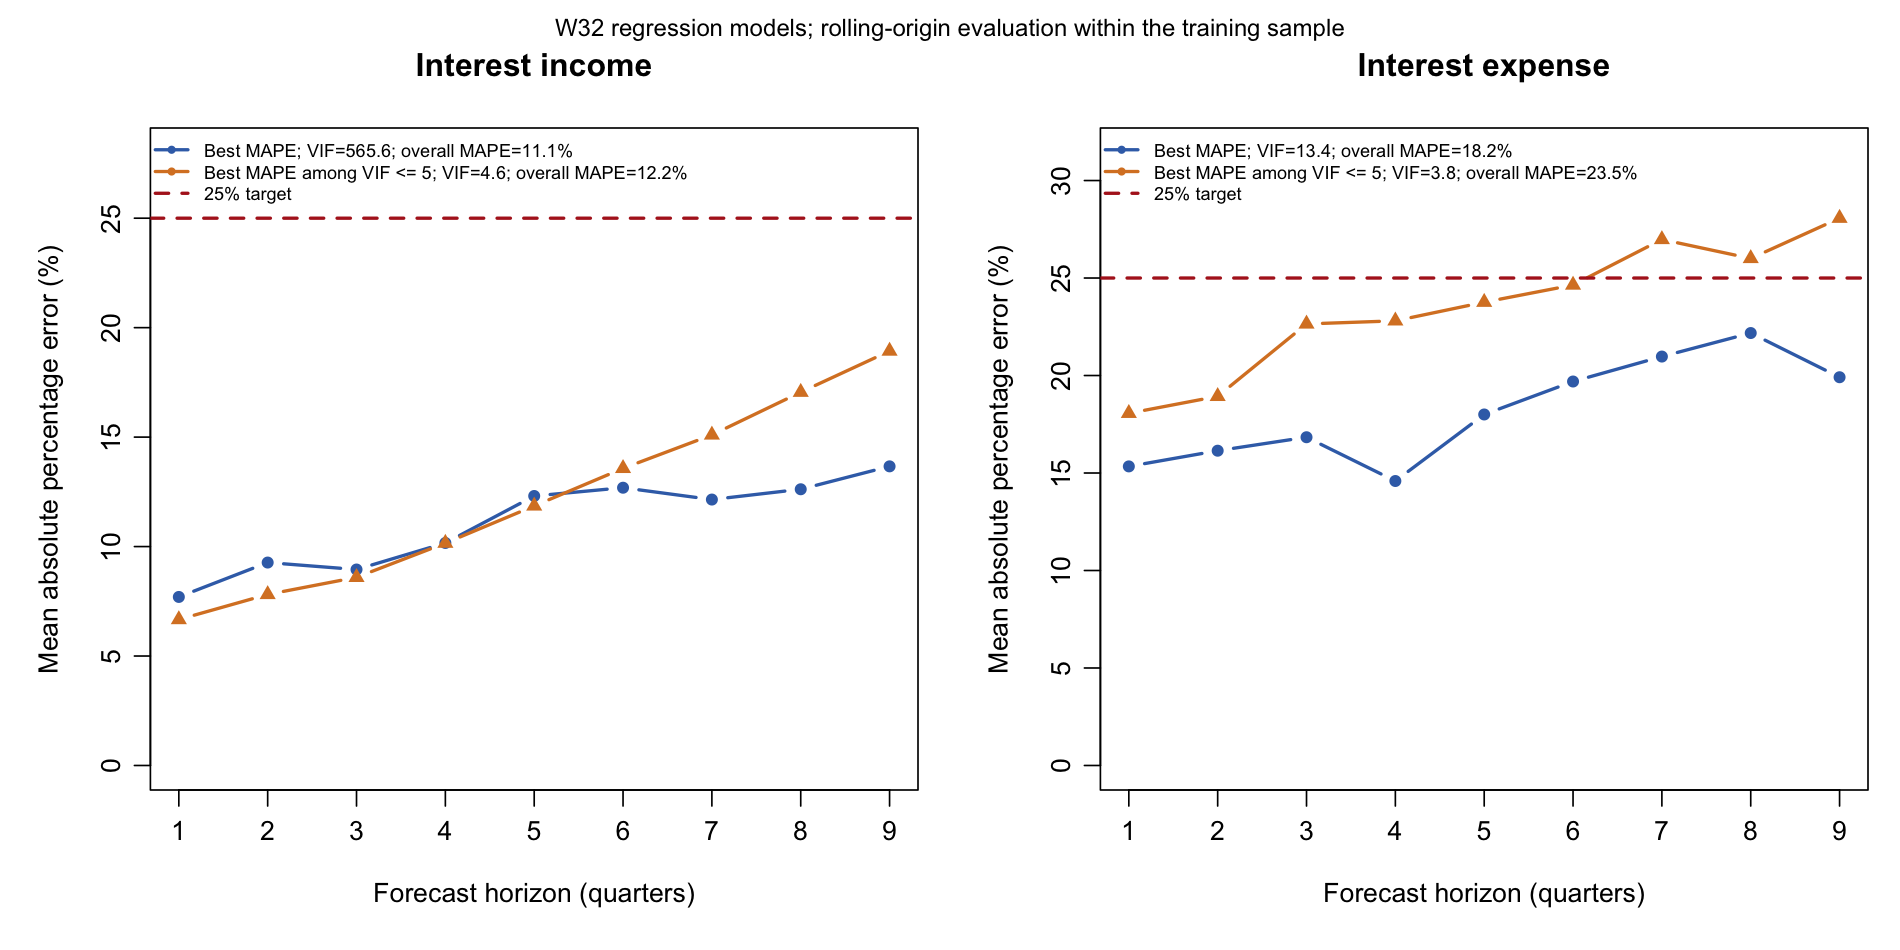 W32 regression models; rolling-origin evaluation within the training sample
Interest income
Best MAPE; VIF=565.6; overall MAPE=11.1%
Best MAPE among VIF <= 5; VIF=4.6; overall MAPE=12.2%
25% target
Mean absolute percentage error (%)
25
20
15
10
5
0
1 2 3 4 5 6 7 8 9
Forecast horizon (quarters)
Interest expense
Best MAPE; VIF=13.4; overall MAPE=18.2%
Best MAPE among VIF <= 5; VIF=3.8; overall MAPE=23.5%
25% target
Mean absolute percentage error (%)
30
25
20
15
10
5
0
1 2 3 4 5 6 7 8 9
Forecast horizon (quarters)